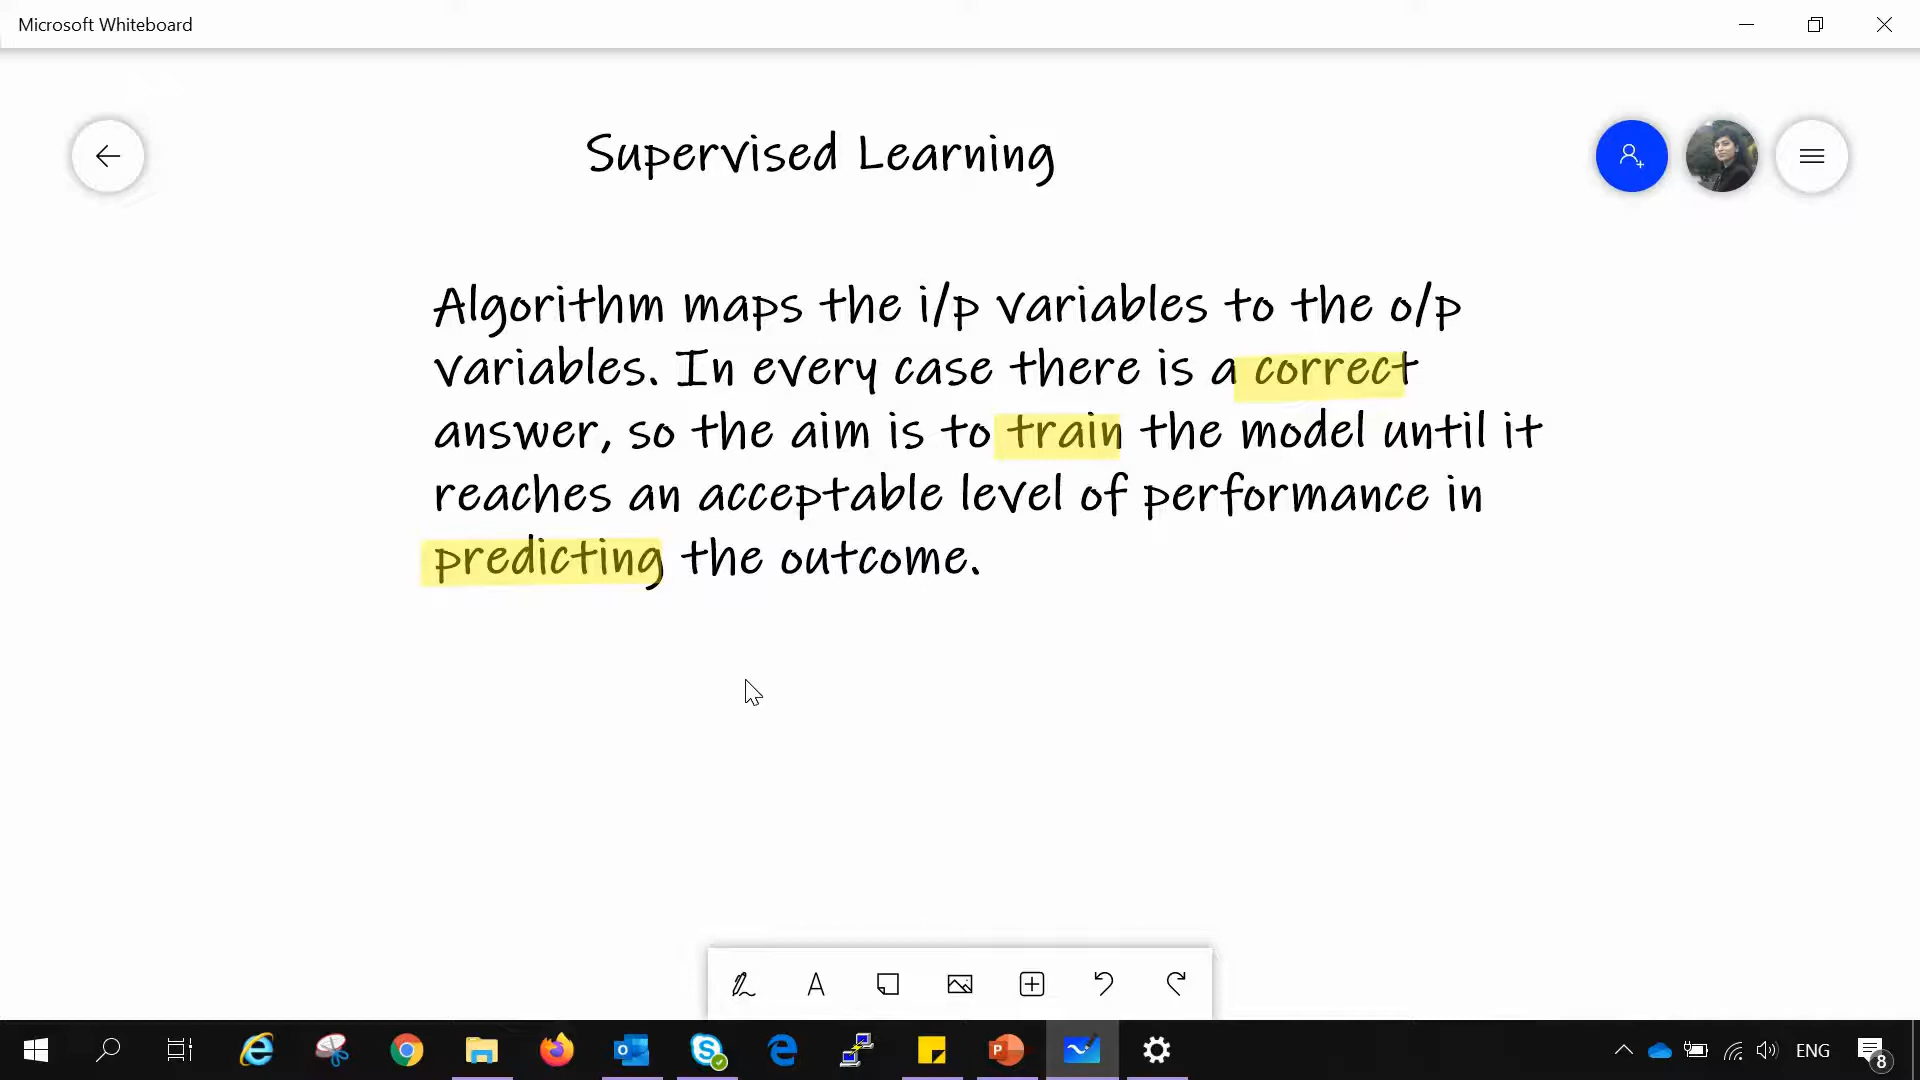 Microsoft Whiteboard
Supervised Learning
Algorithm maps the i/p variables to the o/p
variables. In every case there is a correct
answer, so the aim is to train the model until it
reaches an acceptable level of performance in
predicting the outcome.
A
ENG
8